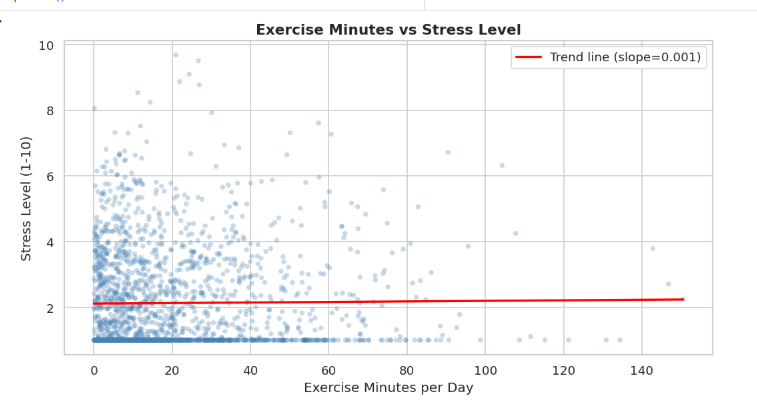 Exercise Minutes vs Stress Level
Trend line (slope=0.001)
Stress Level (1-10)
10
8
6
4
2
0 20 40 60 80 100 120 140
Exercise Minutes per Day